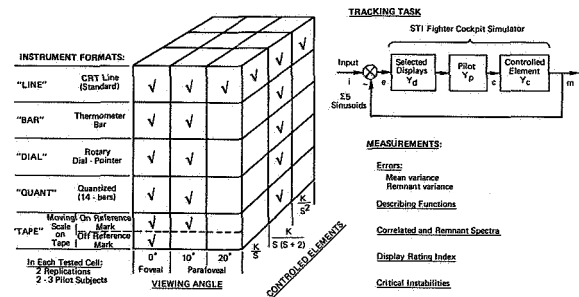 INSTRUMENT FORMATS:
"LINE" CRT Line
(Standard)
"BAR" Thermometer
Bar
"DIAL" Rotary
Dial - Pointer
"QUANT" Quantized
(14 - bars)
"TAPE" Moving Scale on Tape
On Reference
Mark
Off Reference
Mark
In Each Tested Cell:
2 Replications
2 - 3 Pilot Subjects
0° 10° 20°
Foveal Parafoveal
VIEWING ANGLE
K/S
K/S(S + 2)
K/S²
CONTROLED ELEMENTS
TRACKING TASK
STI Fighter Cockpit Simulator
Input
i
Σ5
Sinusoids
-
e
Selected
Displays
Yd
Pilot
Yp
c
Controlled
Element
Yc
m
MEASUREMENTS:
Errors:
Mean variance
Remnant variance
Describing Functions
Correlated and Remnant Spectra
Display Rating Index
Critical Instabilities